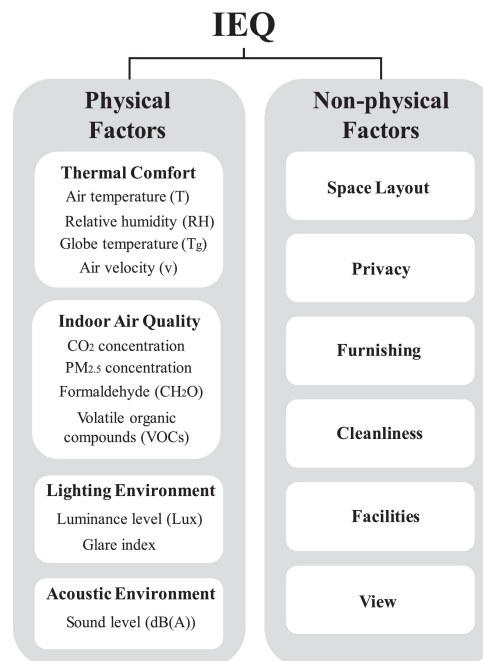 IEQ
Physical
Factors
Thermal Comfort
Air temperature (T)
Relative humidity (RH)
Globe temperature (Tg)
Air velocity (v)
Indoor Air Quality
CO2 concentration
PM2.5 concentration
Formaldehyde (CH2O)
Volatile organic
compounds (VOCs)
Lighting Environment
Luminance level (Lux)
Glare index
Acoustic Environment
Sound level (dB(A))
Non-physical
Factors
Space Layout
Privacy
Furnishing
Cleanliness
Facilities
View